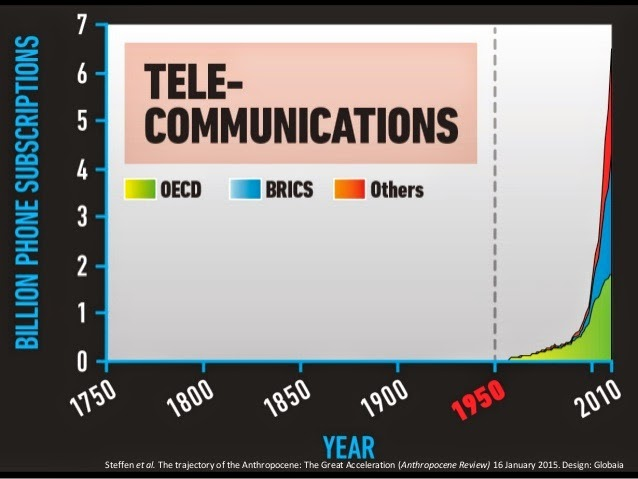 BILLION PHONE SUBSCRIPTIONS
7
6
5
4
3
2
1
0
TELE-
COMMUNICATIONS
OECD BRICS Others
1750 1800 1850 1900 1950 2010
YEAR
Steffen et al. The trajectory of the Anthropocene: The Great Acceleration (Anthropocene Review) 16 January 2015. Design: Globaia